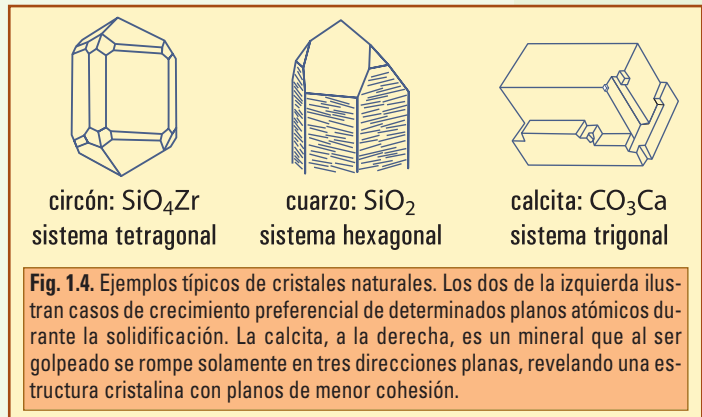 circón: SiO₄Zr
sistema tetragonal
cuarzo: SiO₂
sistema hexagonal
calcita: CO₃Ca
sistema trigonal
Fig. 1.4. Ejemplos típicos de cristales naturales. Los dos de la izquierda ilus-
tran casos de crecimiento preferencial de determinados planos atómicos du-
rante la solidificación. La calcita, a la derecha, es un mineral que al ser
golpeado se rompe solamente en tres direcciones planas, revelando una es-
tructura cristalina con planos de menor cohesión.